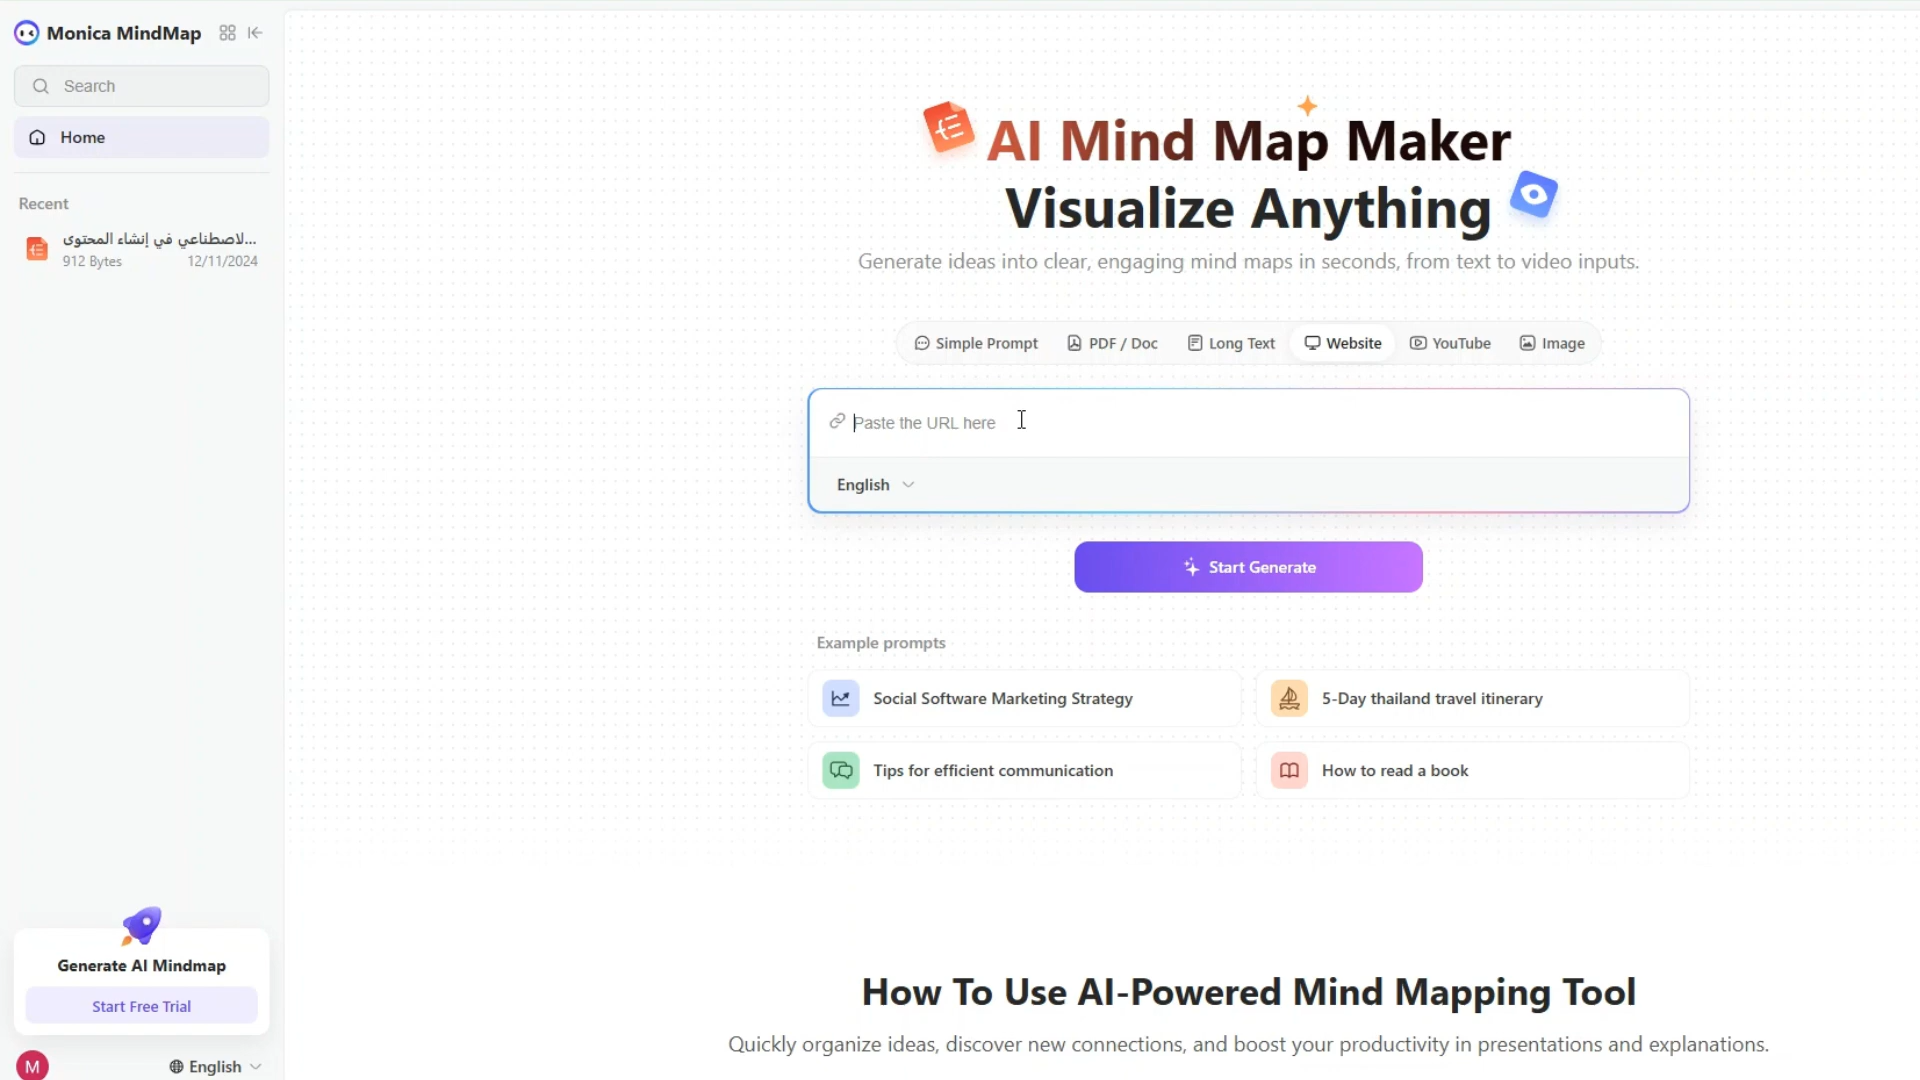 Monica MindMap
Search
Home
Recent
...لاصطناعي في إنشاء المحتوى
912 Bytes 12/11/2024
AI Mind Map Maker
Visualize Anything
Generate ideas into clear, engaging mind maps in seconds, from text to video inputs.
Simple Prompt PDF / Doc Long Text Website YouTube Image
Paste the URL here
English
Start Generate
Example prompts
Social Software Marketing Strategy 5-Day thailand travel itinerary
Tips for efficient communication How to read a book
Generate AI Mindmap
Start Free Trial
M English
How To Use AI-Powered Mind Mapping Tool
Quickly organize ideas, discover new connections, and boost your productivity in presentations and explanations.